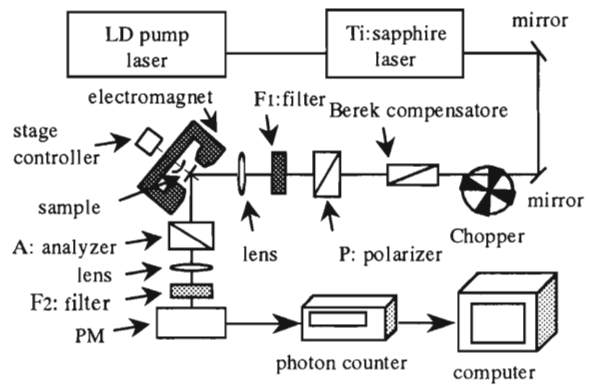 LD pump
laser
Ti:sapphire
laser
mirror
electromagnet
F1:filter
Berek compensatore
stage
controller
sample
lens
P: polarizer
Chopper
mirror
A: analyzer
lens
F2: filter
PM
photon counter
computer